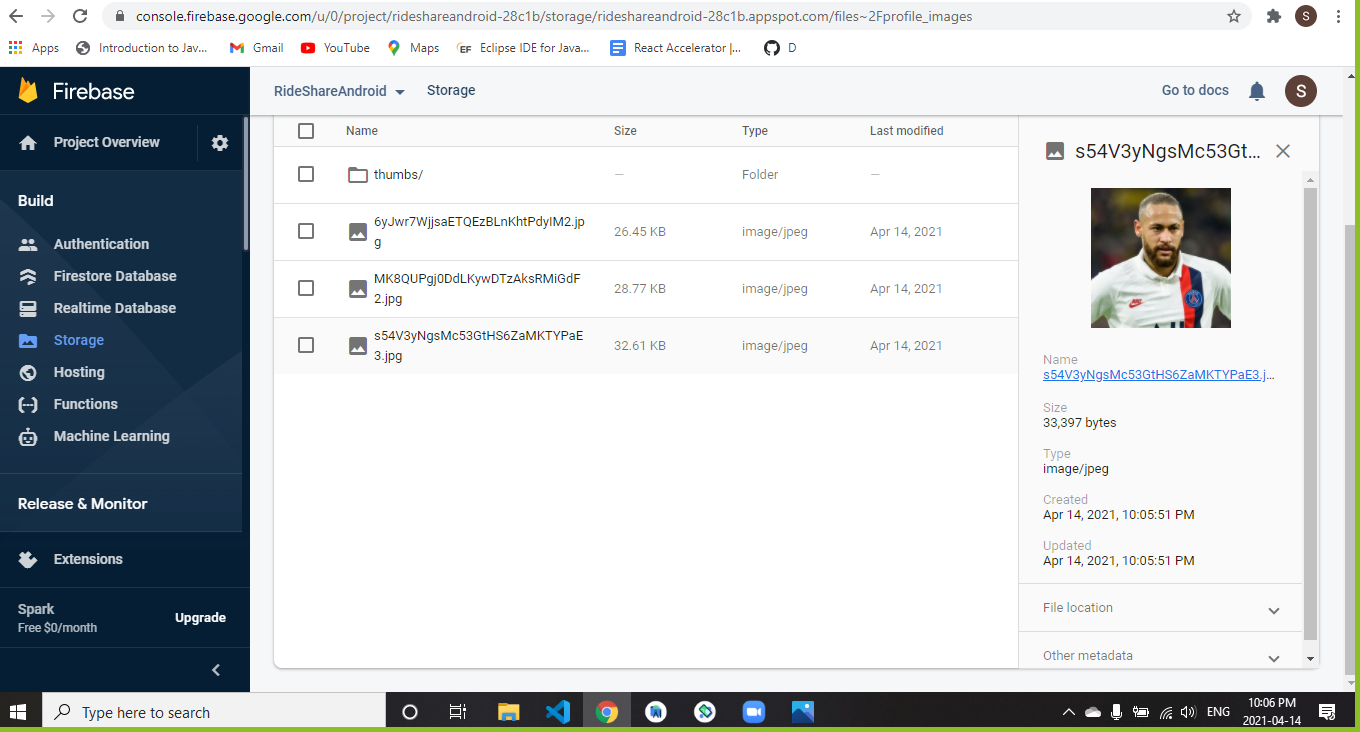 console.firebase.google.com/u/0/project/rideshareandroid-28c1b/storage/rideshareandroid-28c1b.appspot.com/files~2Fprofile_images
S
Apps
Introduction to Jav...
Gmail
YouTube
Maps
EF Eclipse IDE for Java...
React Accelerator |...
D
Firebase
RideShareAndroid
Storage
Go to docs
S
Project Overview
Build
Authentication
Firestore Database
Realtime Database
Storage
Hosting
Functions
Machine Learning
Release & Monitor
Extensions
Spark
Free $0/month
Upgrade
Name Size Type Last modified
thumbs/ — Folder —
6yJwr7WjjsaETQEzBLnKhtPdyIM2.jp
g
26.45 KB image/jpeg Apr 14, 2021
MK8QUPgj0DdLKywDTzAksRMiGdF
2.jpg
28.77 KB image/jpeg Apr 14, 2021
s54V3yNgsMc53GtHS6ZaMKTYPaE
3.jpg
32.61 KB image/jpeg Apr 14, 2021
s54V3yNgsMc53Gt...
Name
s54V3yNgsMc53GtHS6ZaMKTYPaE3.j...
Size
33,397 bytes
Type
image/jpeg
Created
Apr 14, 2021, 10:05:51 PM
Updated
Apr 14, 2021, 10:05:51 PM
File location
Other metadata
Type here to search
ENG
10:06 PM
2021-04-14